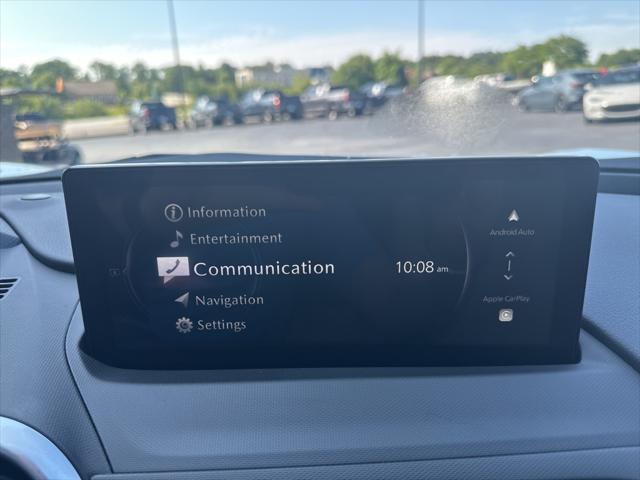 Information
Entertainment
Communication
10:08 am
Navigation
Settings
Android Auto
Apple CarPlay